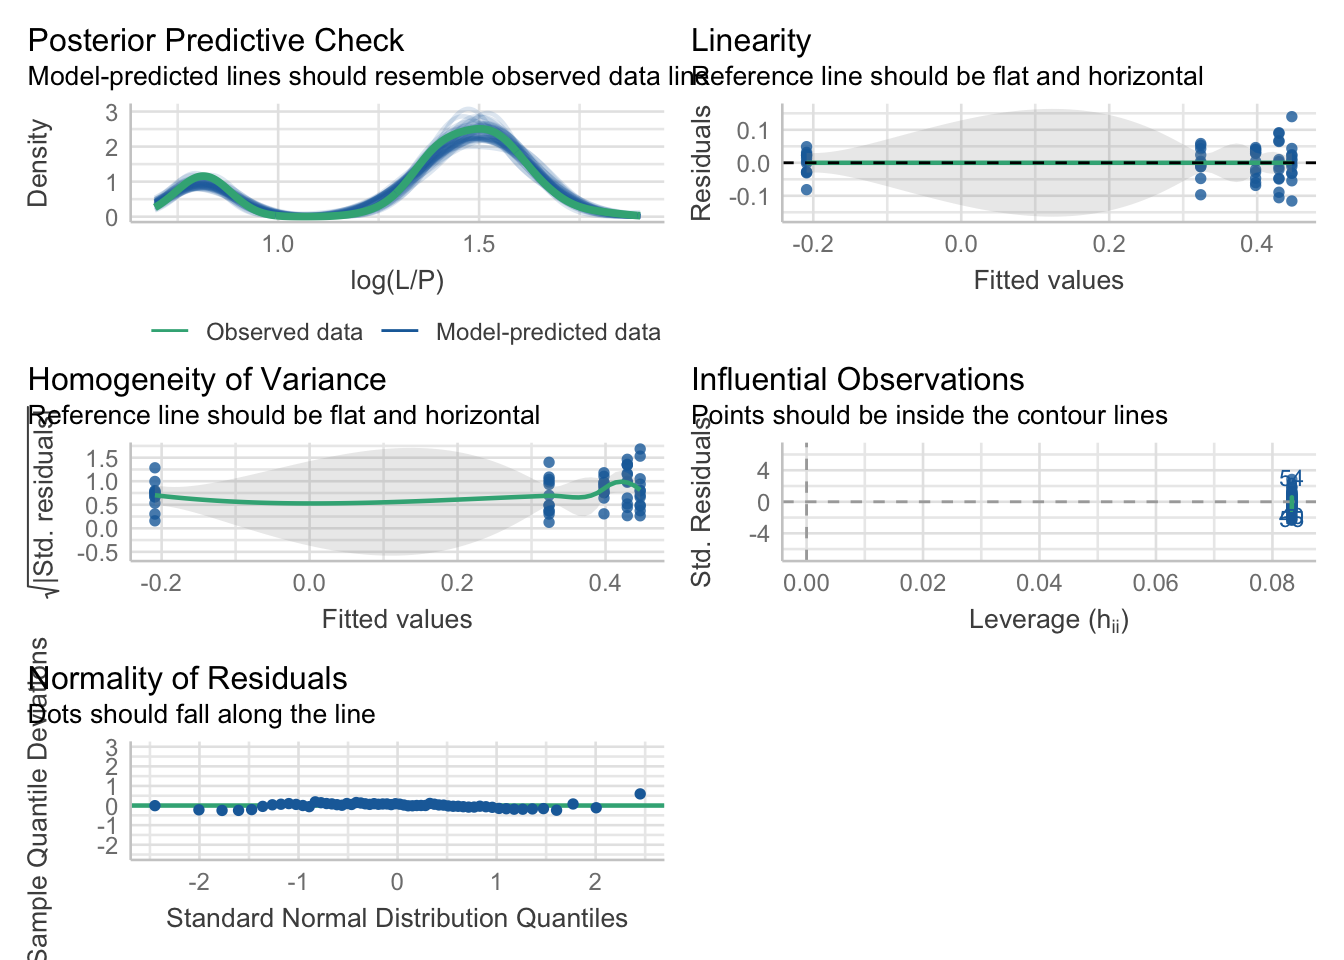 Posterior Predictive Check
Model-predicted lines should resemble observed data line
Density
3
2
1
0
1.0
1.5
log(L/P)
Observed data
Model-predicted data
Linearity
Reference line should be flat and horizontal
Residuals
0.1
0.0
-0.1
-0.2
0.0
0.2
0.4
Fitted values
Homogeneity of Variance
Reference line should be flat and horizontal
√|Std. residuals|
1.5
1.0
0.5
0.0
-0.5
-0.2
0.0
0.2
0.4
Fitted values
Influential Observations
Points should be inside the contour lines
Std. Residuals
4
0
-4
54
0.00
0.02
0.04
0.06
0.08
Leverage (hii)
Normality of Residuals
Dots should fall along the line
Sample Quantile Deviations
3
2
1
0
-1
-2
-2
-1
0
1
2
Standard Normal Distribution Quantiles